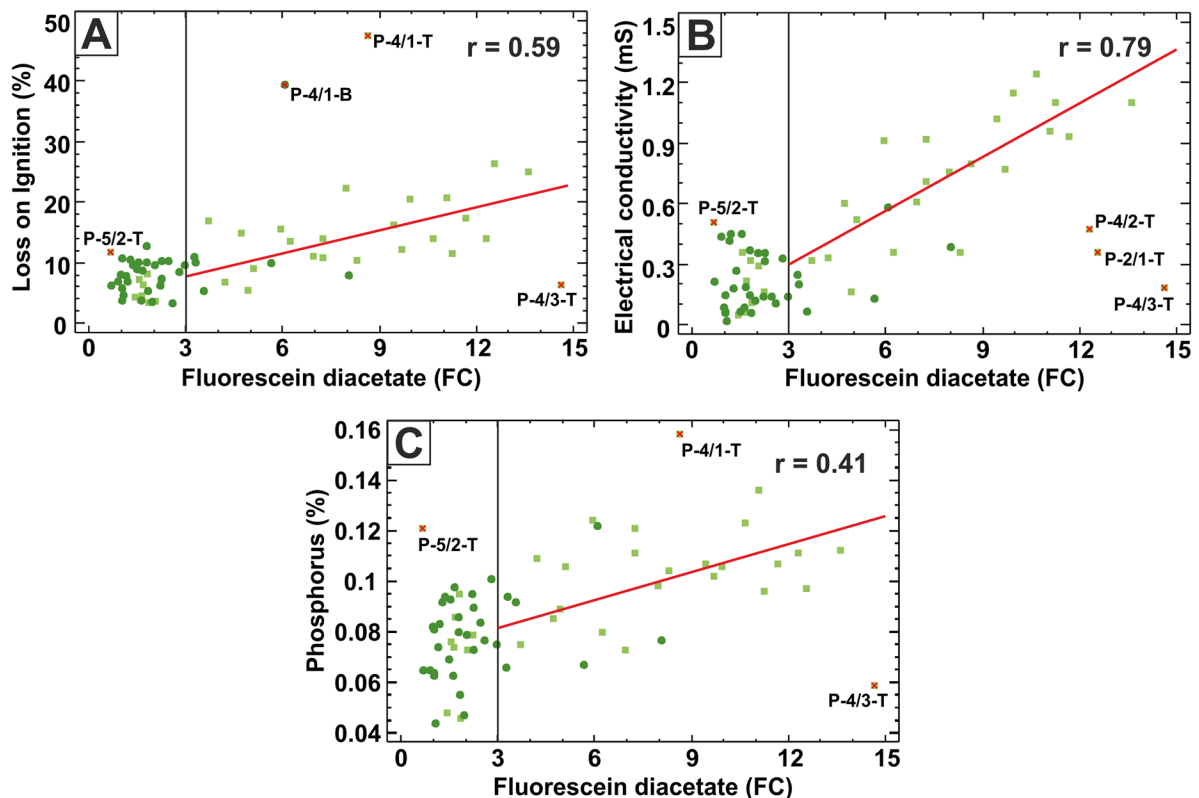 A
r = 0.59
P-4/1-T
P-4/1-B
P-5/2-T
P-4/3-T
50
40
30
20
10
0
0 3 6 9 12 15
Loss on Ignition (%)
Fluorescein diacetate (FC)
B
r = 0.79
P-5/2-T
P-4/2-T
P-2/1-T
P-4/3-T
1.5
1.2
0.9
0.6
0.3
0
0 3 6 9 12 15
Electrical conductivity (mS)
Fluorescein diacetate (FC)
C
r = 0.41
P-4/1-T
P-5/2-T
P-4/3-T
0.16
0.14
0.12
0.1
0.08
0.06
0.04
0 3 6 9 12 15
Phosphorus (%)
Fluorescein diacetate (FC)